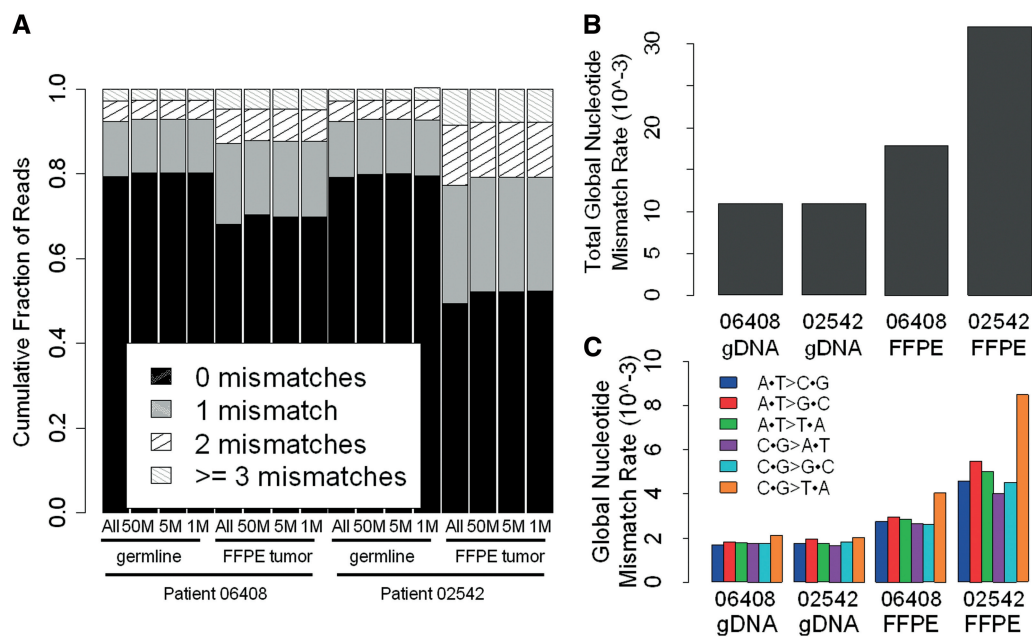 A
Cumulative Fraction of Reads
1.0
0.8
0.6
0.4
0.2
0.0
0 mismatches
1 mismatch
2 mismatches
>= 3 mismatches
All 50M 5M 1M All 50M 5M 1M All 50M 5M 1M All 50M 5M 1M
germline FFPE tumor germline FFPE tumor
Patient 06408 Patient 02542
B
Total Global Nucleotide
Mismatch Rate (10^-3)
30
20
10
5
0
06408 02542 06408 02542
gDNA gDNA FFPE FFPE
C
Global Nucleotide
Mismatch Rate (10^-3)
10
8
6
4
2
0
A•T>C•G
A•T>G•C
A•T>T•A
C•G>A•T
C•G>G•C
C•G>T•A
06408 02542 06408 02542
gDNA gDNA FFPE FFPE